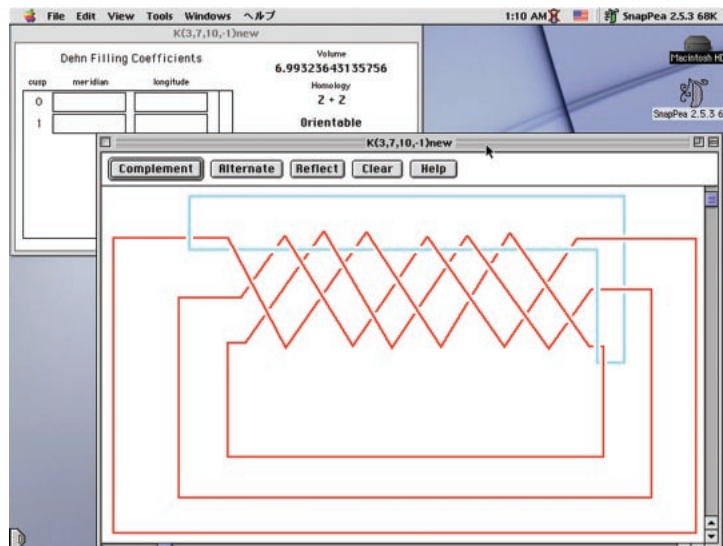 File Edit View Tools Windows ヘルプ 1:10 AM SnapPea 2.5.3 68K
K(3,7,10,-1)new
Dehn Filling Coefficients
cusp meridian longitude
0
1
Volume
6.99323643135756
Homology
Z + Z
Orientable
Macintosh HD
SnapPea 2.5.3 6
K(3,7,10,-1)new
Complement Alternate Reflect Clear Help